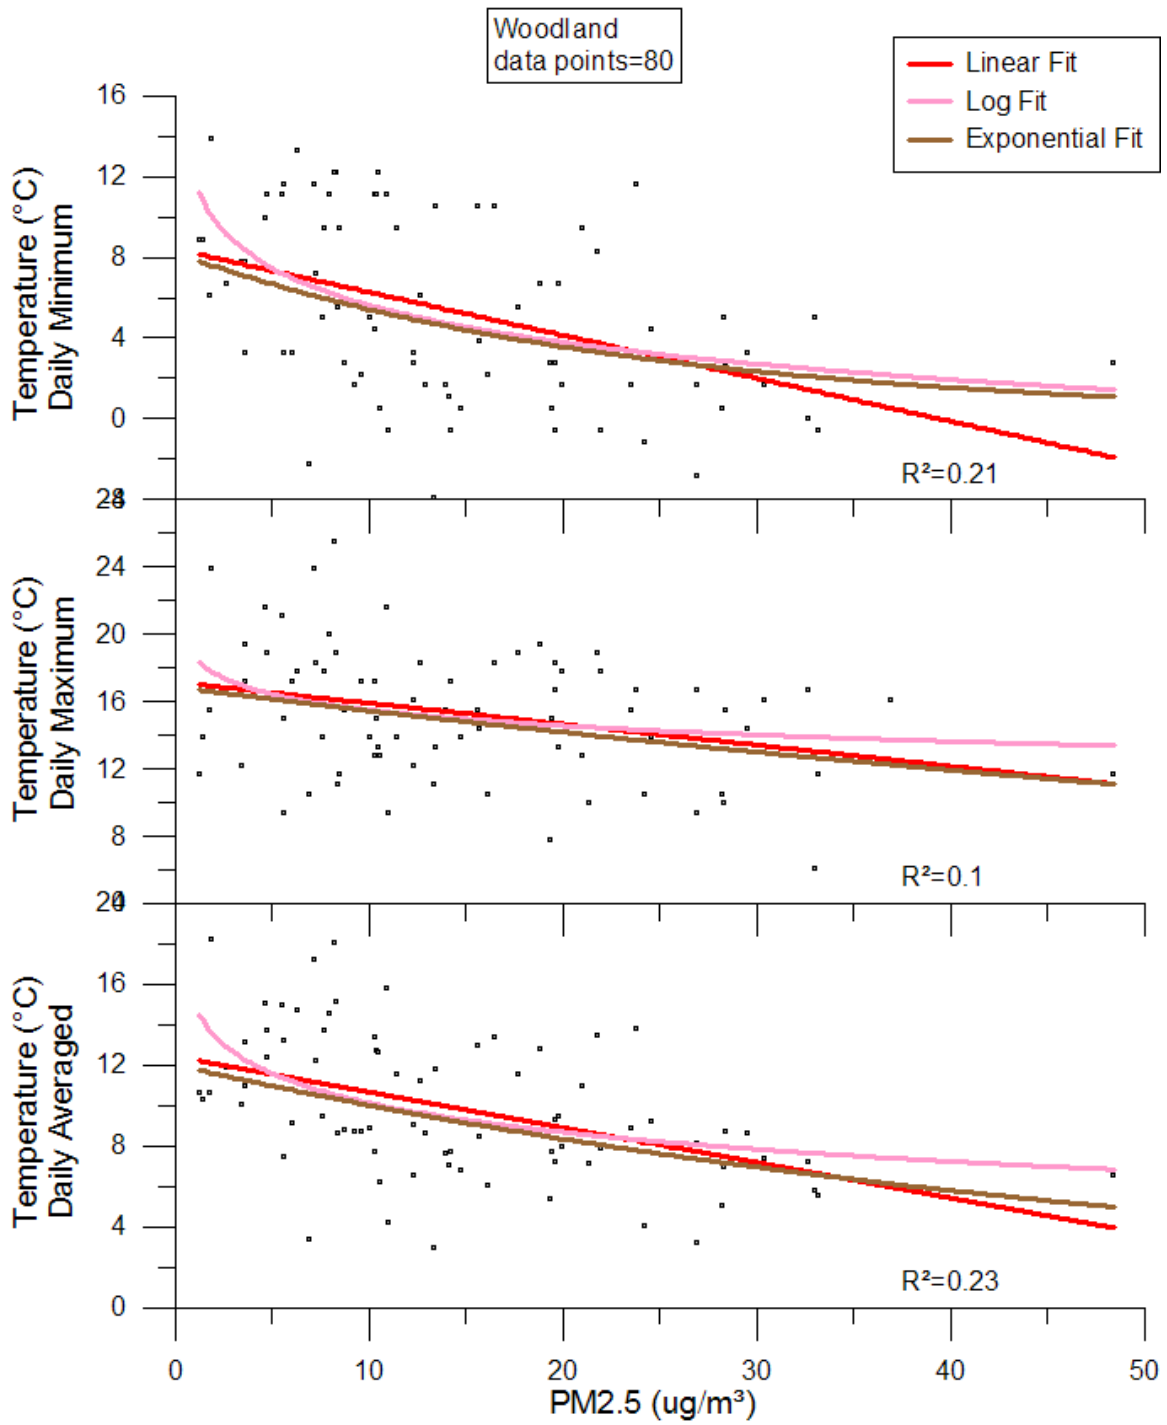 Woodland
data points=80
Linear Fit
Log Fit
Exponential Fit
Temperature (°C)
Daily Minimum
16
12
8
4
0
R²=0.21
Temperature (°C)
Daily Maximum
28
24
20
16
12
8
R²=0.1
Temperature (°C)
Daily Averaged
20
16
12
8
4
0
R²=0.23
0 10 20 30 40 50
PM2.5 (ug/m³)